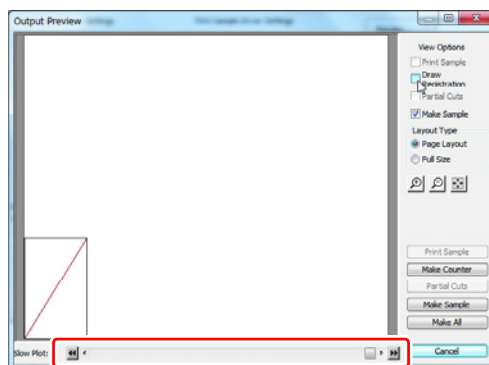 Output Preview
View Options
Print Sample
Draw
Registration
Partial Cuts
Make Sample
Layout Type
Page Layout
Full Size
Print Sample
Make Counter
Partial Cuts
Make Sample
Make All
Slow Plot:
Cancel